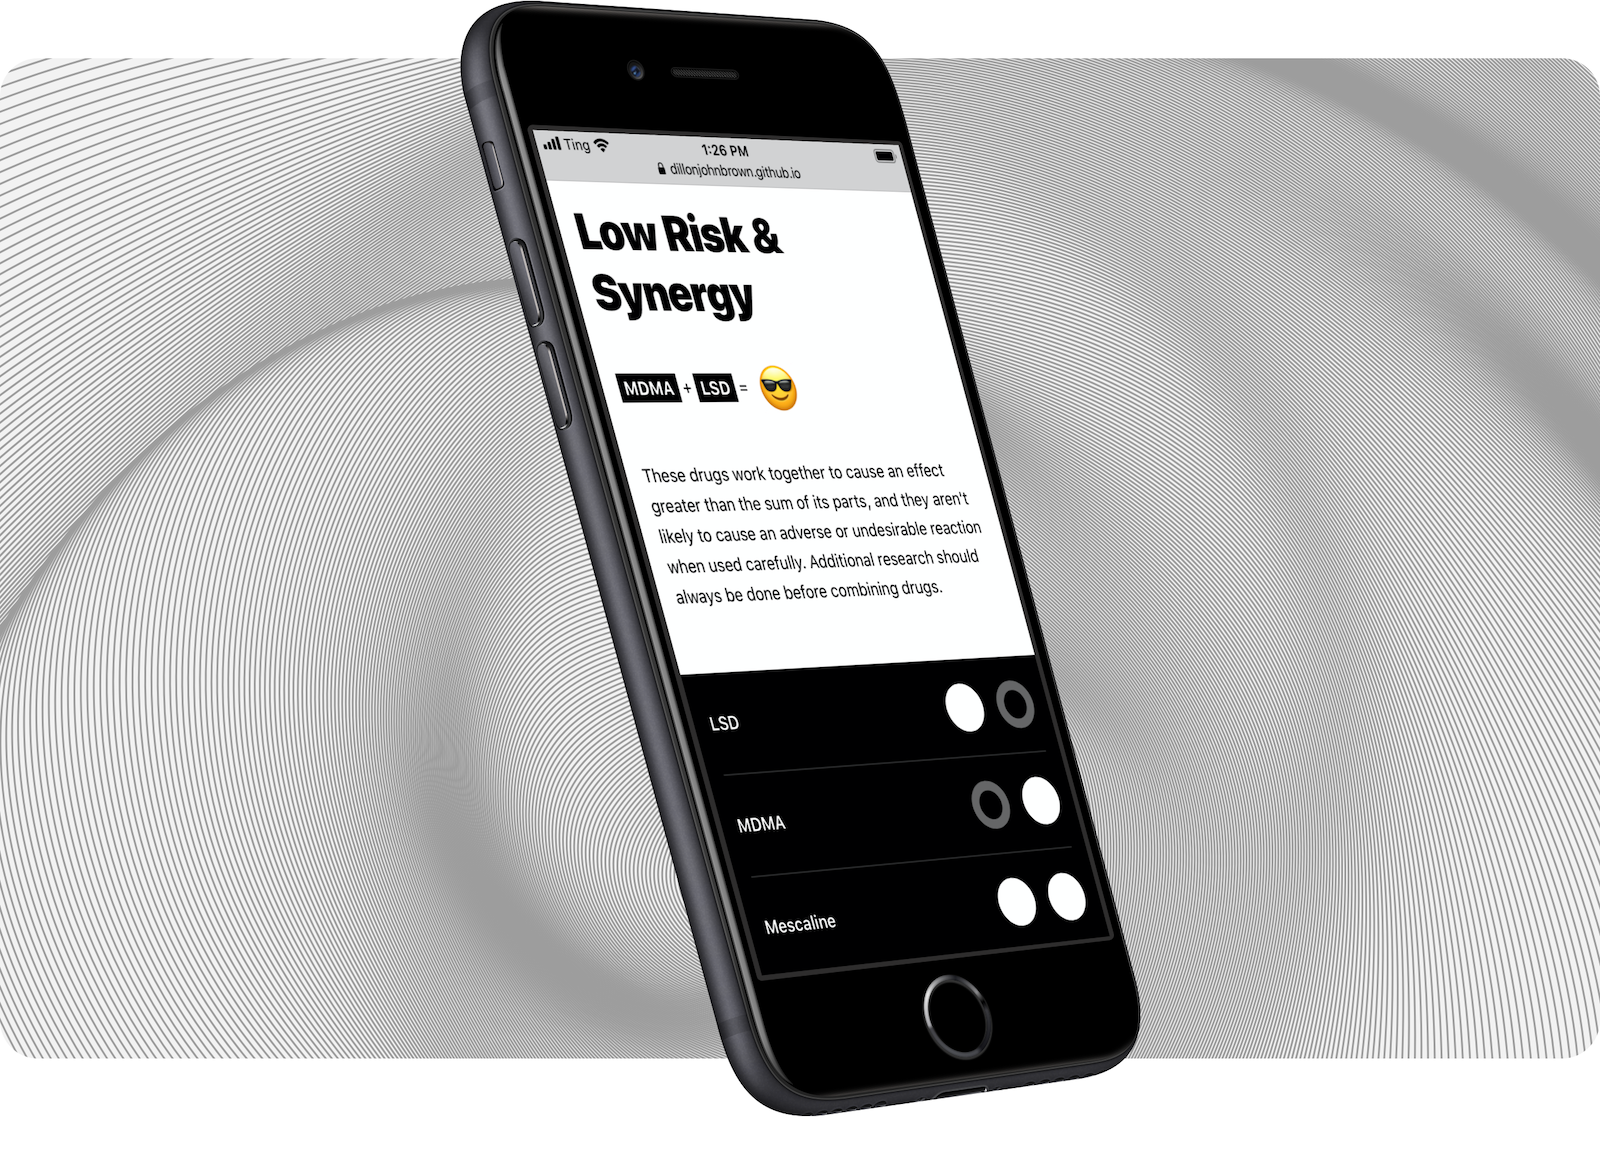 Ting 1:26 PM
dillonjohnbrown.github.io
Low Risk &
Synergy
MDMA + LSD = 😎
These drugs work together to cause an effect
greater than the sum of its parts, and they aren't
likely to cause an adverse or undesirable reaction
when used carefully. Additional research should
always be done before combining drugs.
LSD
MDMA
Mescaline